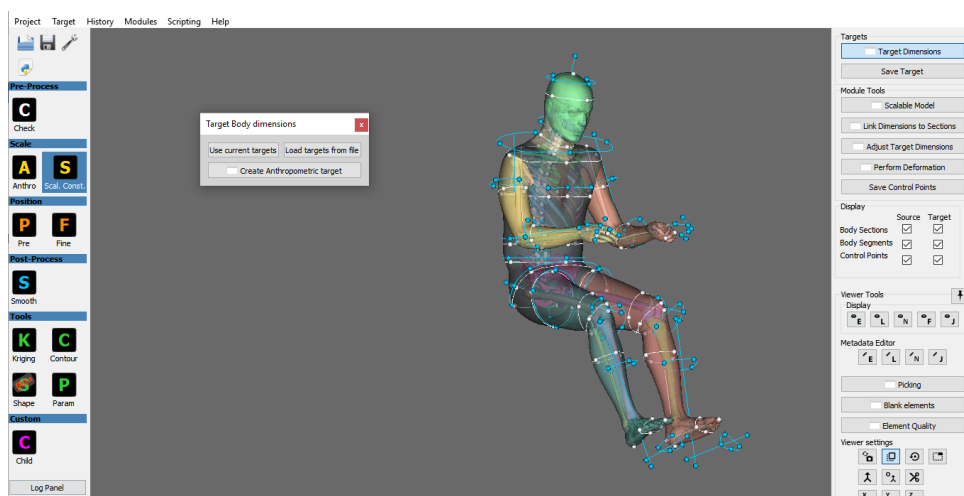 Project Target History Modules Scripting Help
Pre-Process
C
Check
Scale
A S
Anthro Scal. Const.
Position
P F
Pre Fine
Post-Process
S
Smooth
Tools
K C
Kriging Contour
S P
Shape Param
Custom
C
Child
Log Panel
Target Body dimensions x
Use current targets Load targets from file
Create Anthropometric target
Targets
Target Dimensions
Save Target
Module Tools
Scalable Model
Link Dimensions to Sections
Adjust Target Dimensions
Perform Deformation
Save Control Points
Display
Source Target
Body Sections
Body Segments
Control Points
Viewer Tools
Display
E L N F J
Metadata Editor
E L N J
Picking
Blank elements
Element Quality
Viewer settings
X Y Z